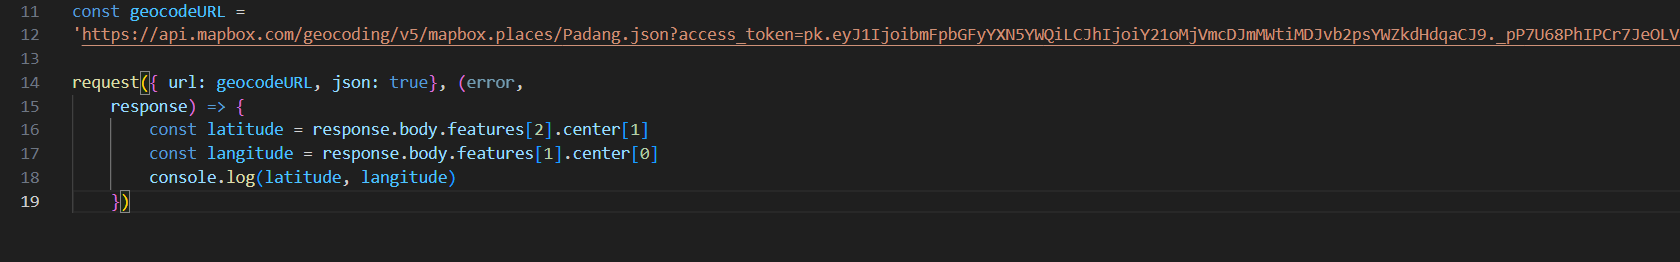 11 const geocodeURL =
12 'https://api.mapbox.com/geocoding/v5/mapbox.places/Padang.json?access_token=pk.eyJ1IjoibmFpbGFyYXN5YWQiLCJhIjoiY21oMjVmcDJmMWtiMDJvb2psYWZkdHdqaCJ9._pP7U68PhIPCr7JeOLV
13
14 request({ url: geocodeURL, json: true}, (error,
15 response) => {
16 const latitude = response.body.features[2].center[1]
17 const langitude = response.body.features[1].center[0]
18 console.log(latitude, langitude)
19 })